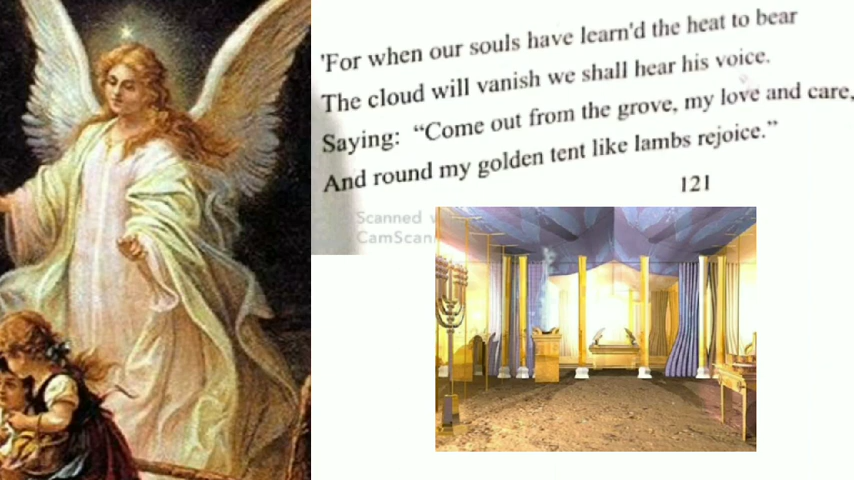 'For when our souls have learn'd the heat to bear
The cloud will vanish we shall hear his voice.
Saying: “Come out from the grove, my love and care,
And round my golden tent like lambs rejoice.”
121
Scanned
CamScan